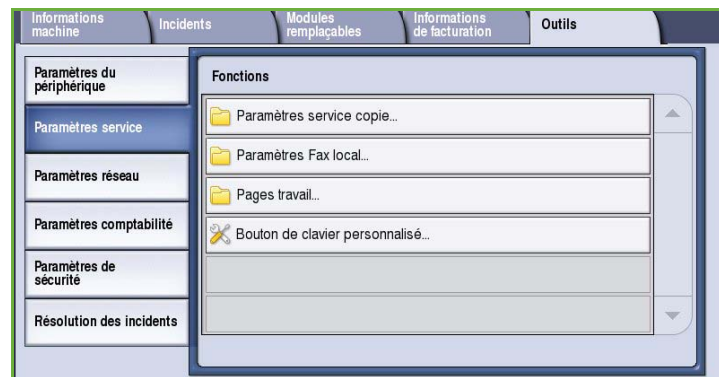 Informations
machine
Incidents
Modules
remplaçables
Informations
de facturation
Outils
Paramètres du
périphérique
Paramètres service
Paramètres réseau
Paramètres comptabilité
Paramètres de
sécurité
Résolution des incidents
Fonctions
Paramètres service copie...
Paramètres Fax local...
Pages travail...
Bouton de clavier personnalisé...